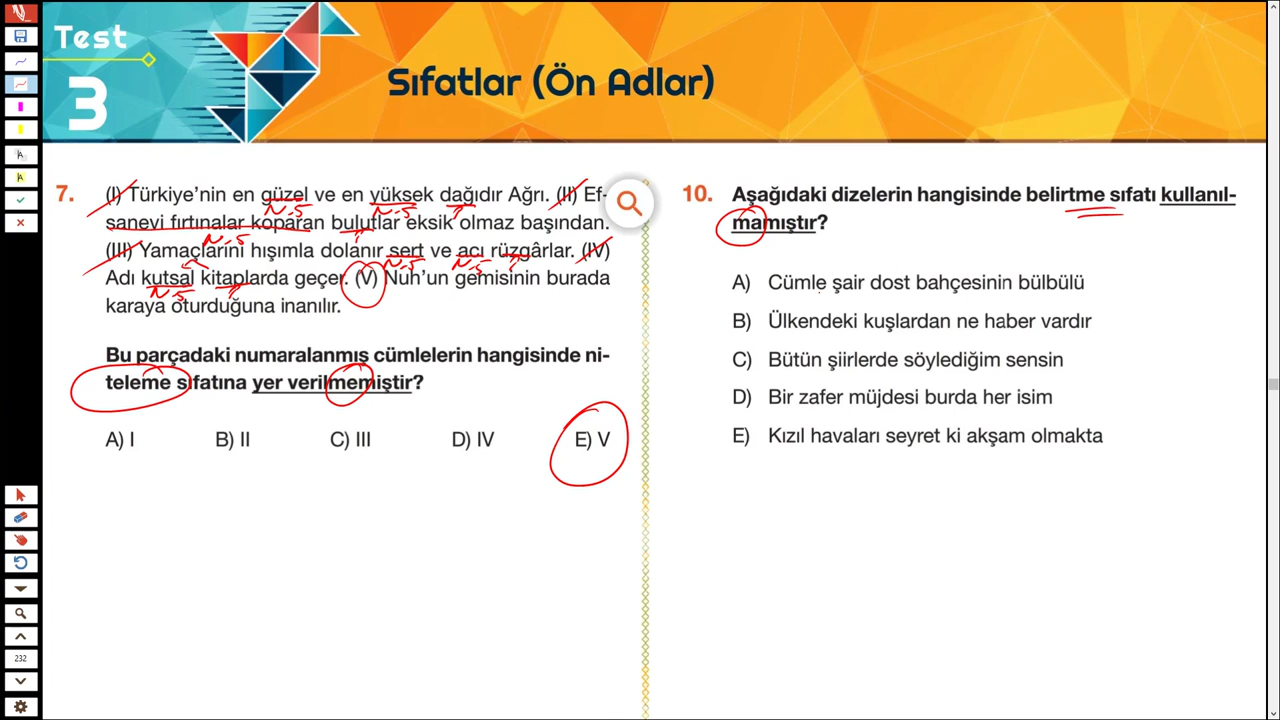 Test
3
Sıfatlar (Ön Adlar)
7.
(I) Türkiye’nin en güzel ve en yüksek dağıdır Ağrı. (II) Ef-
sanevi fırtınalar koparan bulutlar eksik olmaz başından.
(III) Yamaçlarını hışımla dolanır sert ve acı rüzgârlar. (IV)
Adı kutsal kitaplarda geçer. (V) Nuh’un gemisinin burada
karaya oturduğuna inanılır.
Bu parçadaki numaralanmış cümlelerin hangisinde ni-
teleme sıfatına yer verilmemiştir?
A) I
B) II
C) III
D) IV
E) V
10.
Aşağıdaki dizelerin hangisinde belirtme sıfatı kullanıl-
mamıştır?
A) Cümle şair dost bahçesinin bülbülü
B) Ülkendeki kuşlardan ne haber vardır
C) Bütün şiirlerde söylediğim sensin
D) Bir zafer müjdesi burda her isim
E) Kızıl havaları seyret ki akşam olmakta
232